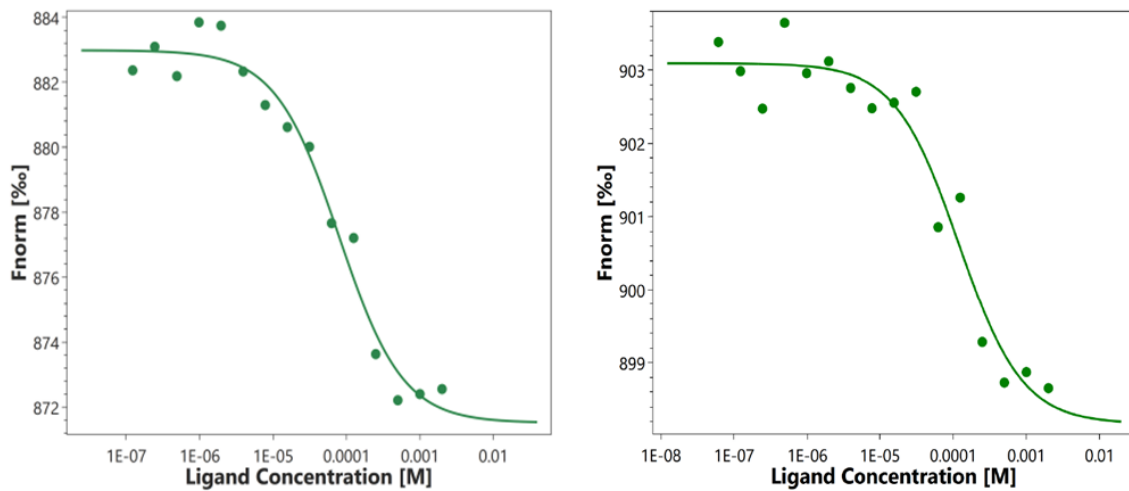 884
882
880
878
876
874
872
Fnorm [‰]
1E-07 1E-06 1E-05 0.0001 0.001 0.01
Ligand Concentration [M]
903
902
901
900
899
Fnorm [‰]
1E-08 1E-07 1E-06 1E-05 0.0001 0.001 0.01
Ligand Concentration [M]